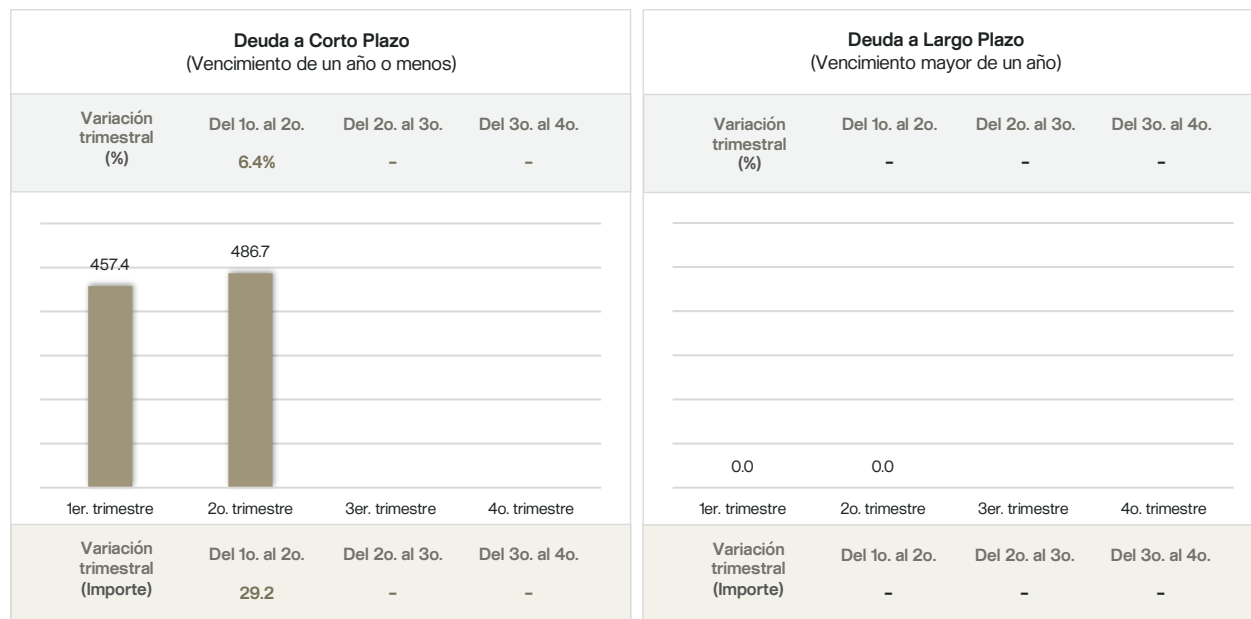 Deuda a Corto Plazo
(Vencimiento de un año o menos)
Variación
trimestral
(%)
Del 1o. al 2o.
Del 2o. al 3o.
Del 3o. al 4o.
6.4%
–
–
457.4
486.7
1er. trimestre
2o. trimestre
3er. trimestre
4o. trimestre
Variación
trimestral
(Importe)
Del 1o. al 2o.
Del 2o. al 3o.
Del 3o. al 4o.
29.2
–
–
Deuda a Largo Plazo
(Vencimiento mayor de un año)
Variación
trimestral
(%)
Del 1o. al 2o.
Del 2o. al 3o.
Del 3o. al 4o.
–
–
–
0.0
0.0
1er. trimestre
2o. trimestre
3er. trimestre
4o. trimestre
Variación
trimestral
(Importe)
Del 1o. al 2o.
Del 2o. al 3o.
Del 3o. al 4o.
–
–
–